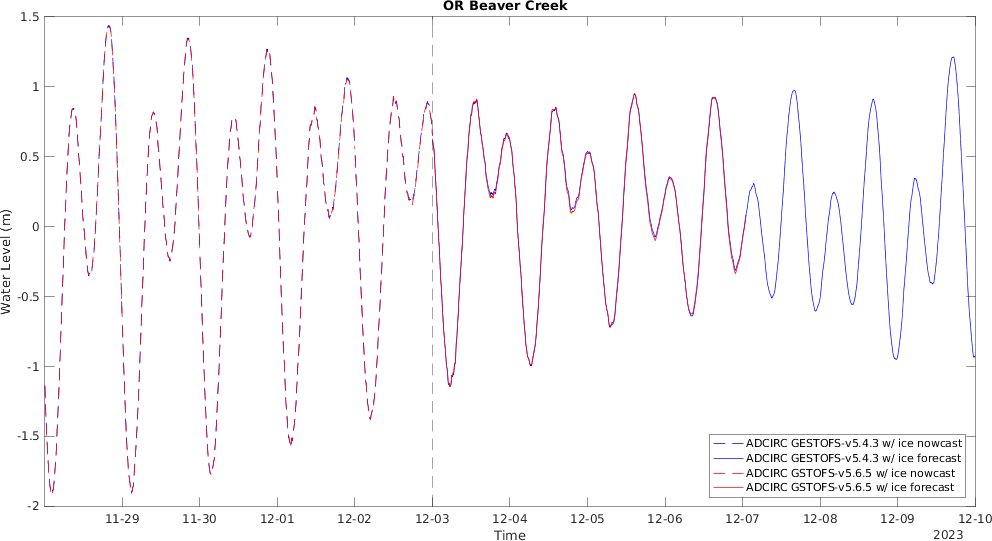 OR Beaver Creek
Water Level (m)
1.5
1
0.5
0
-0.5
-1
-1.5
-2
ADCIRC GESTOFS-v5.4.3 w/ ice nowcast
ADCIRC GESTOFS-v5.4.3 w/ ice forecast
ADCIRC GSTOFS-v5.6.5 w/ ice nowcast
ADCIRC GSTOFS-v5.6.5 w/ ice forecast
11-29 11-30 12-01 12-02 12-03 12-04 12-05 12-06 12-07 12-08 12-09 12-10
Time
2023